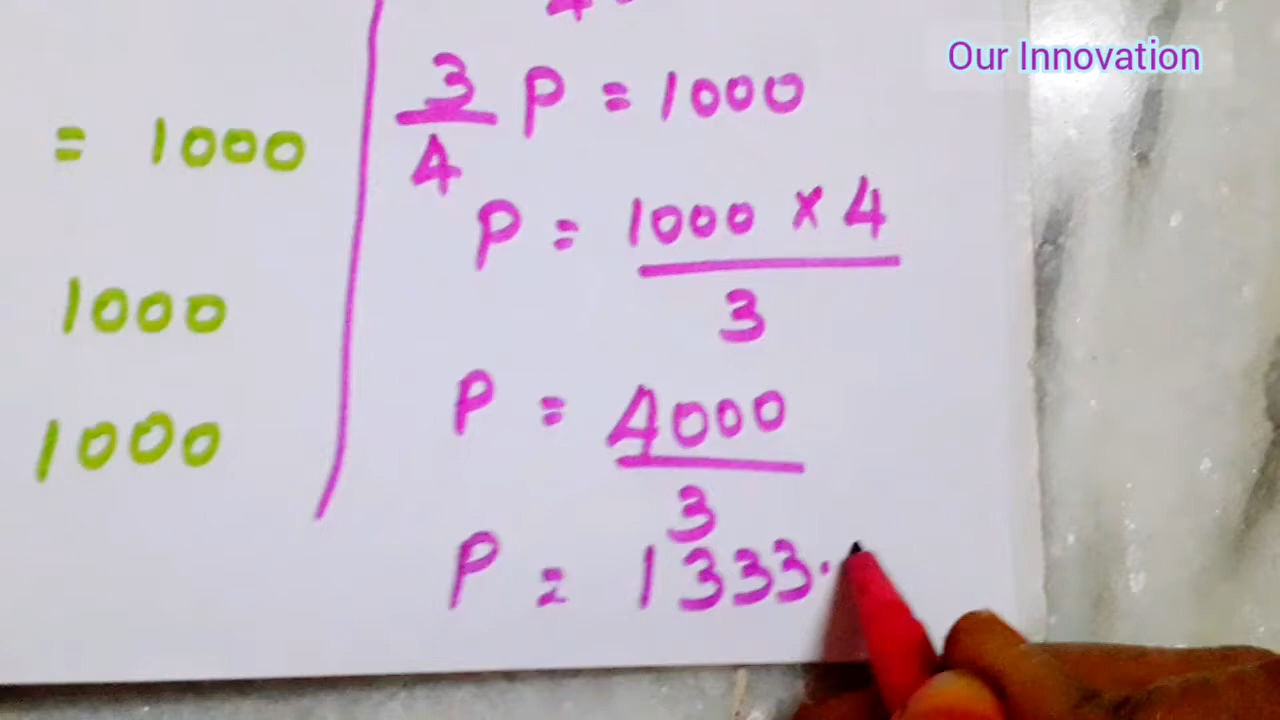 Our Innovation
= 1000
1000
1000
3/4 P = 1000
P = 1000 × 4 / 3
P = 4000 / 3
P = 1333.